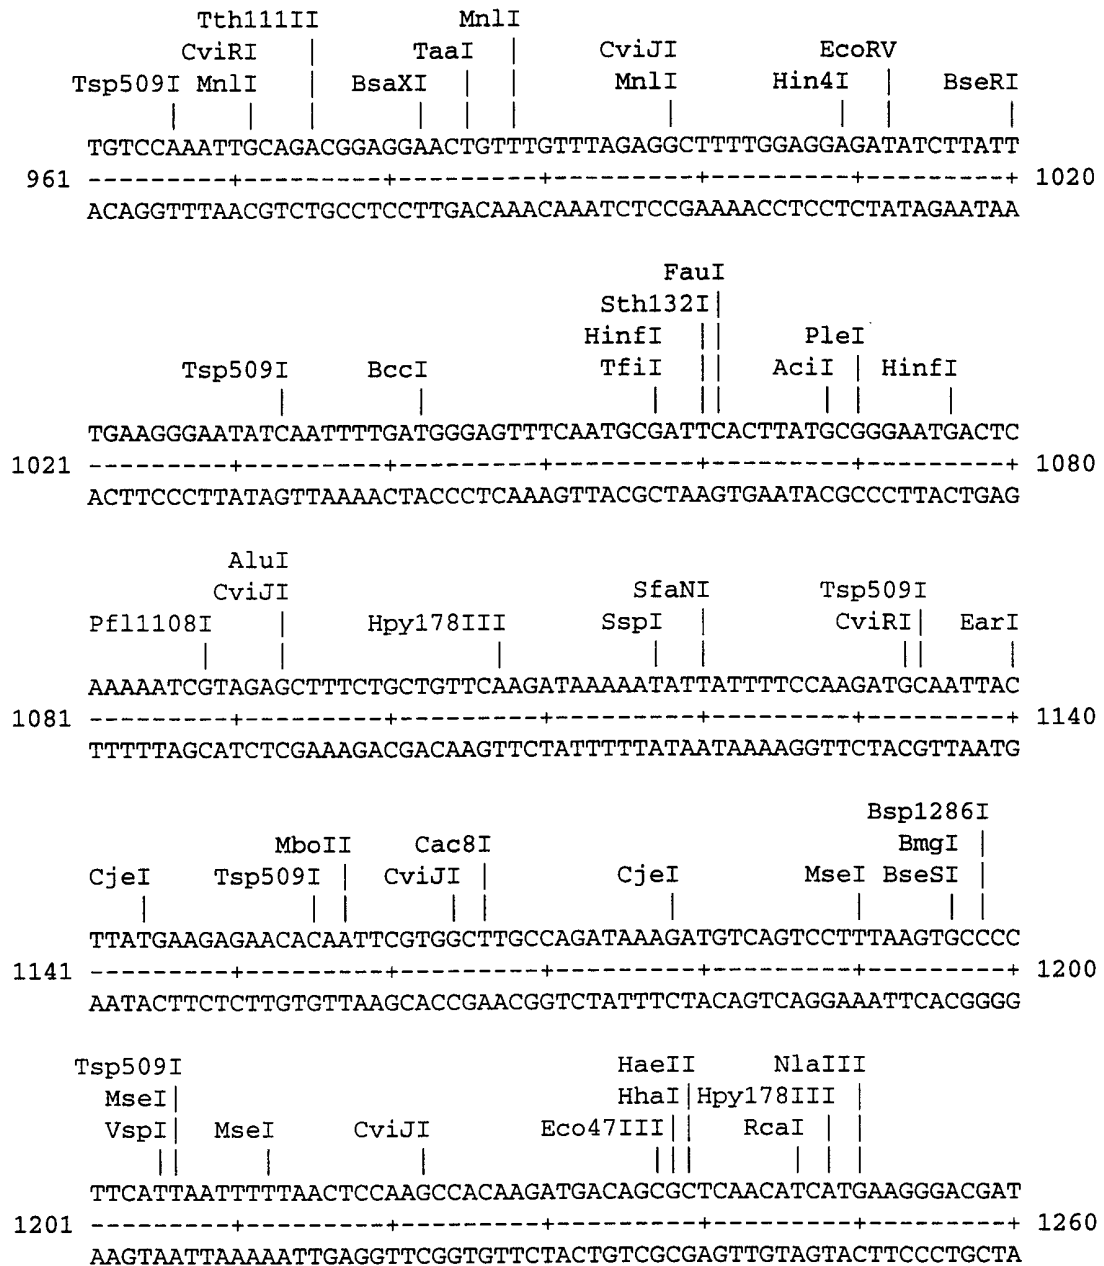 Tth111II MnlI
CviRI TaaI CviJI EcoRV
Tsp509I MnlI BsaXI MnlI Hin4I BseRI
TGTCCAAATTGCAGACGGAGGAACTGTTTGTTTAGAGGCTTTTGGAGGAGATATCTTATT
961 ---------+---------+---------+---------+---------+---------+ 1020
ACAGGTTTAACGTCTGCCTCCTTGACAAACAAATCTCCGAAAACCTCCTCTATAGAATAA
FauI
Sth132I
HinfI PleI
Tsp509I BccI TfiI AciI HinfI
TGAAGGGAATATCAATTTTGATGGGAGTTTCAATGCGATTCACTTATGCGGGAATGACTC
1021 ---------+---------+---------+---------+---------+---------+ 1080
ACTTCCCTTATAGTTAAAACTACCCTCAAAGTTACGCTAAGTGAATACGCCCTTACTGAG
AluI
CviJI SfaNI Tsp509I
Pfl1108I Hpy178III SspI CviRI EarI
AAAAATCGTAGAGCTTTCTGCTGTTCAAGATAAAAATATTATTTTCCAAGATGCAATTAC
1081 ---------+---------+---------+---------+---------+---------+ 1140
TTTTTAGCATCTCGAAAGACGACAAGTTCTATTTTTATAATAAAAGGTTCTACGTTAATG
Bsp1286I
MboII Cac8I BmgI
CjeI Tsp509I CviJI CjeI MseI BseSI
TTATGAAGAGAACACAATTCGTGGCTTGCCAGATAAAGATGTCAGTCCTTTAAGTGCCCC
1141 ---------+---------+---------+---------+---------+---------+ 1200
AATACTTCTCTTGTGTTAAGCACCGAACGGTCTATTTCTACAGTCAGGAAATTCACGGGG
Tsp509I HaeII NlaIII
MseI HhaI Hpy178III
VspI MseI CviJI Eco47III RcaI
TTCATTAATTTTTAACTCCAAGCCACAAGATGACAGCGCTCAACATCATGAAGGGACGAT
1201 ---------+---------+---------+---------+---------+---------+ 1260
AAGTAATTAAAAATTGAGGTTCGGTGTTCTACTGTCGCGAGTTGTAGTACTTCCCTGCTA